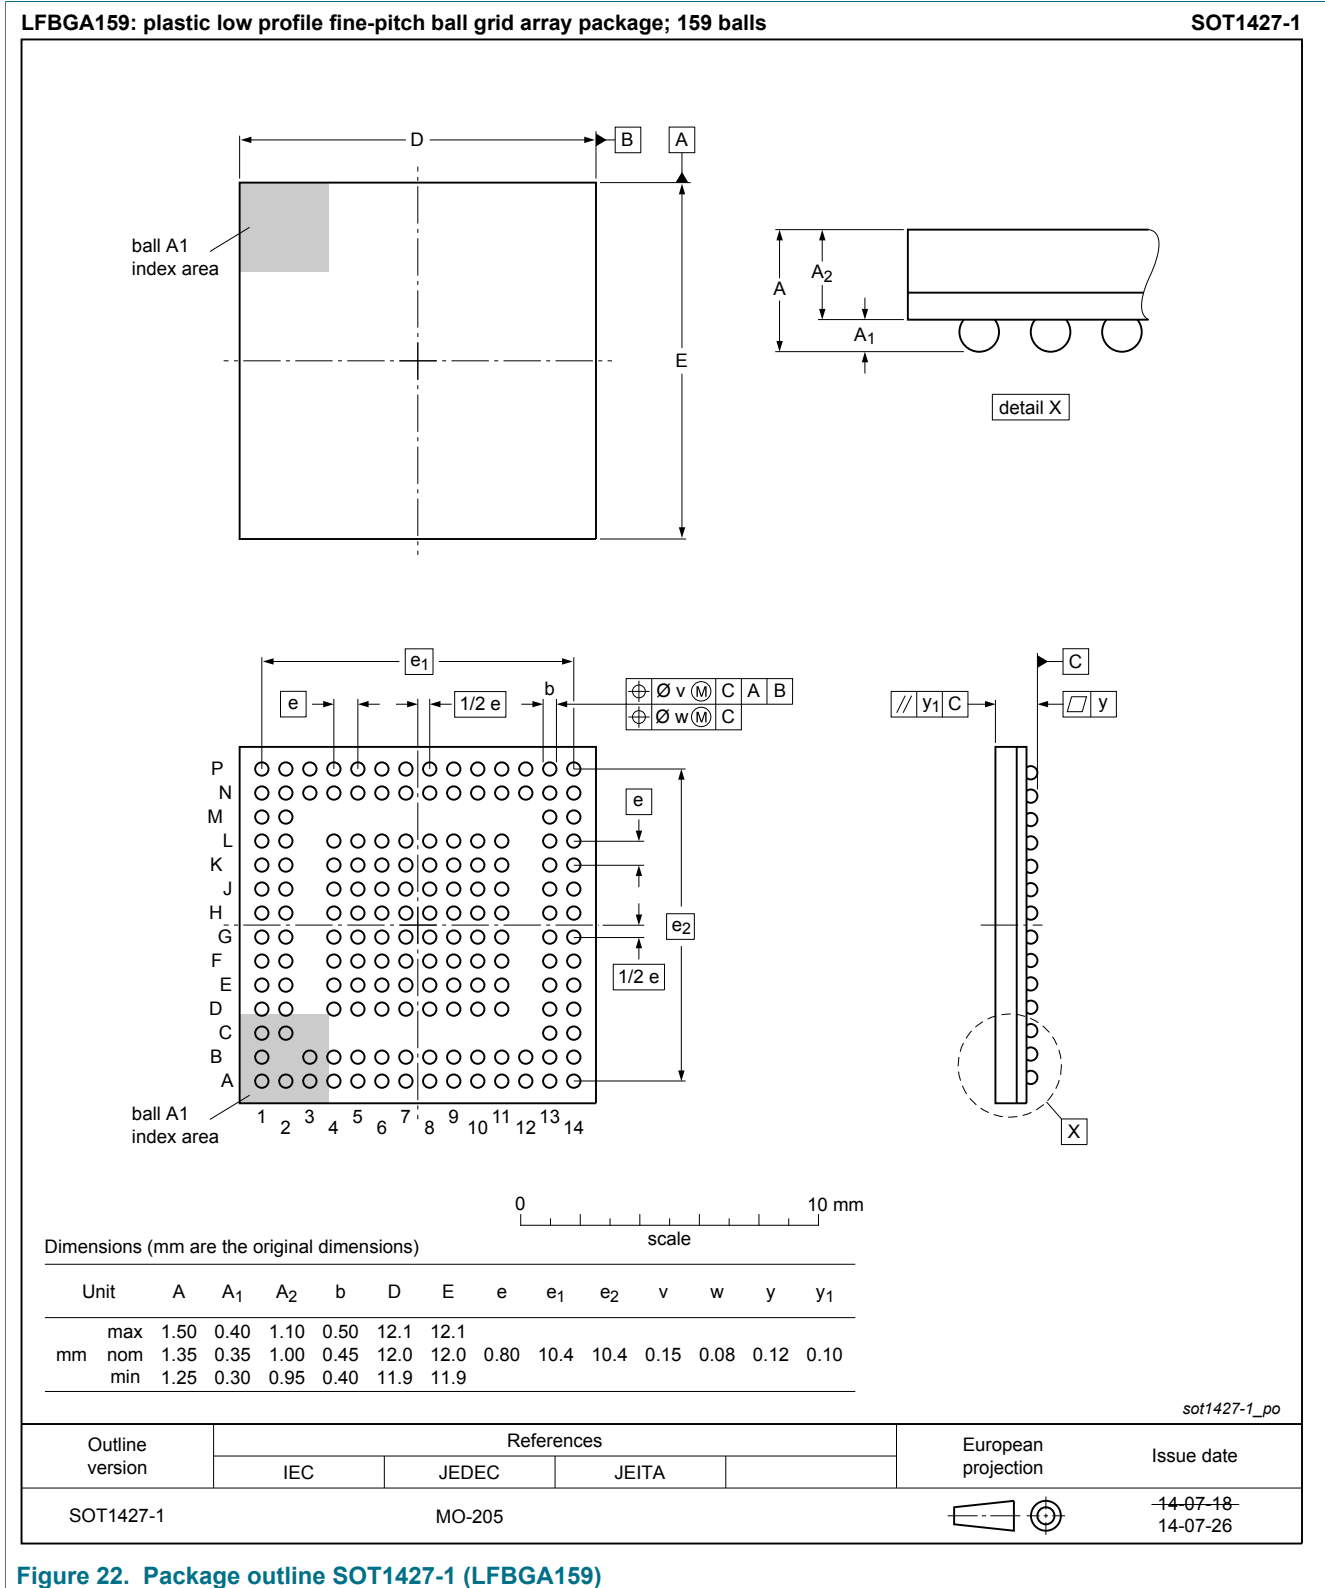 LFBGA159: plastic low profile fine-pitch ball grid array package; 159 balls SOT1427-1
D B A
ball A1
index area
E
A A2
A1
detail X
e1 C
e 1/2 e b Ø v M C A B
Ø w M C
// y1 C y
P
N
M
L
K
J
H
G
F
E
D
C
B
A
e
e2
1/2 e
ball A1
index area
1 2 3 4 5 6 7 8 9 10 11 12 13 14
X
0 10 mm
scale
Dimensions (mm are the original dimensions)
Unit A A1 A2 b D E e e1 e2 v w y y1
max 1.50 0.40 1.10 0.50 12.1 12.1
mm nom 1.35 0.35 1.00 0.45 12.0 12.0 0.80 10.4 10.4 0.15 0.08 0.12 0.10
min 1.25 0.30 0.95 0.40 11.9 11.9
sot1427-1_po
Outline
version
References
IEC JEDEC JEITA
European
projection
Issue date
SOT1427-1 MO-205
14-07-18
14-07-26
Figure 22. Package outline SOT1427-1 (LFBGA159)